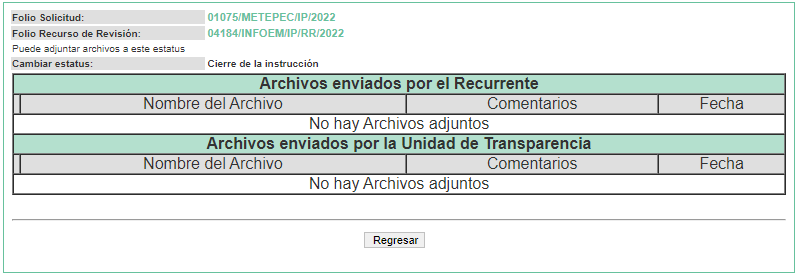 Folio Solicitud: 01075/METEPEC/IP/2022
Folio Recurso de Revisión: 04184/INFOEM/IP/RR/2022
Puede adjuntar archivos a este estatus
Cambiar estatus: Cierre de la instrucción
Archivos enviados por el Recurrente
Nombre del Archivo Comentarios Fecha
No hay Archivos adjuntos
Archivos enviados por la Unidad de Transparencia
Nombre del Archivo Comentarios Fecha
No hay Archivos adjuntos
Regresar